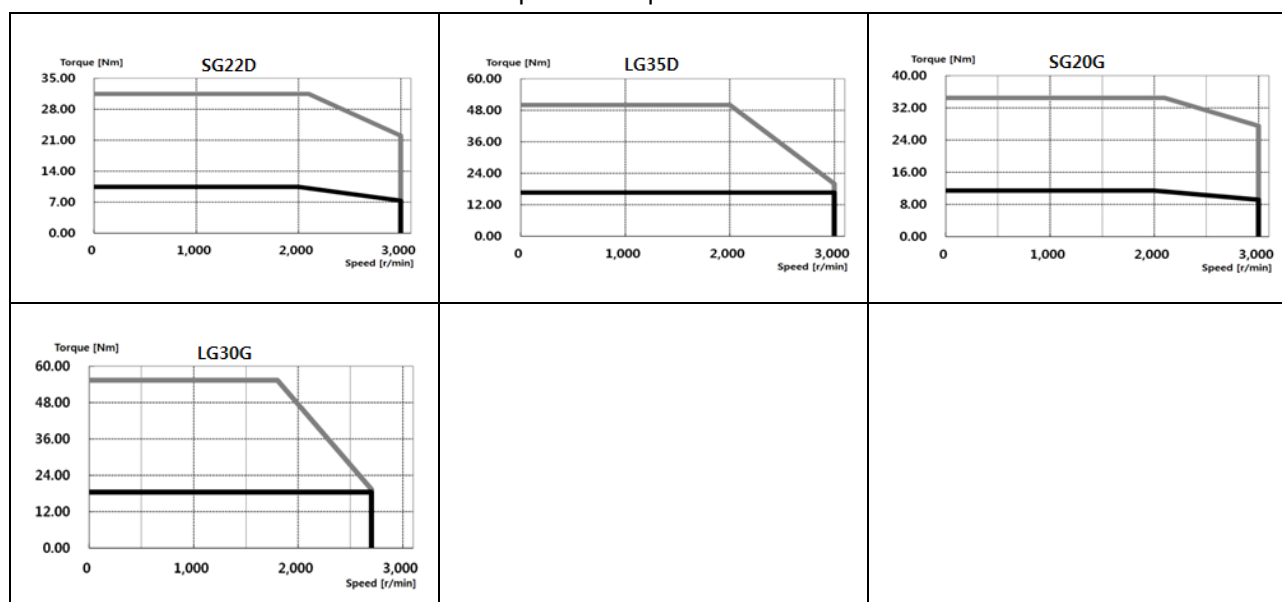 Torque [Nm]
SG22D
35.00
28.00
21.00
14.00
7.00
0.00
0 1,000 2,000 3,000
Speed [r/min]
Torque [Nm]
LG35D
60.00
48.00
36.00
24.00
12.00
0.00
0 1,000 2,000 3,000
Speed [r/min]
Torque [Nm]
SG20G
40.00
32.00
24.00
16.00
8.00
0.00
0 1,000 2,000 3,000
Speed [r/min]
Torque [Nm]
LG30G
60.00
48.00
36.00
24.00
12.00
0.00
0 1,000 2,000 3,000
Speed [r/min]